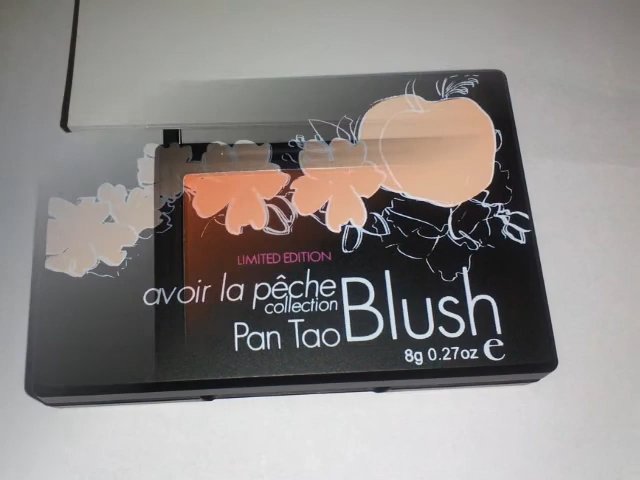 LIMITED EDITION
avoir la pêche
collection
Pan Tao Blush
8g 0.27oz ℮